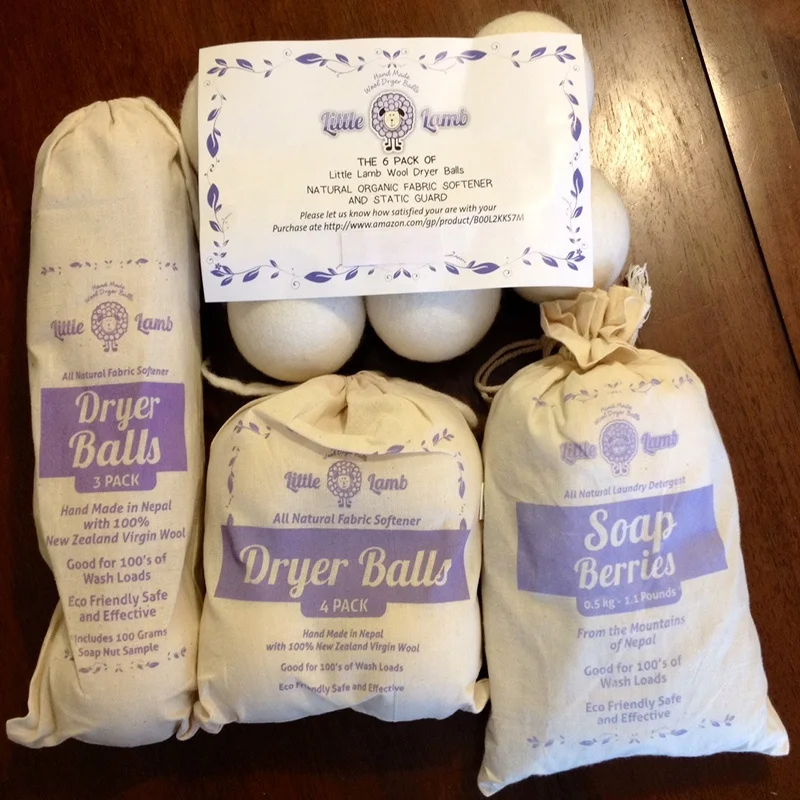 Hand Made
Wool Dryer Balls
Little Lamb
THE 6 PACK OF
Little Lamb Wool Dryer Balls
NATURAL ORGANIC FABRIC SOFTENER
AND STATIC GUARD
Please let us know how satisfied your are with your
Purchase ate http://www.amazon.com/gp/product/B00L2KKS7M
Hand Made
Wool Dryer Balls
Little Lamb
All Natural Fabric Softener
Dryer
Balls
3 PACK
Hand Made in Nepal
with 100%
New Zealand Virgin Wool
Good for 100's of
Wash Loads
Eco Friendly Safe
and Effective
Includes 100 Grams
Soap Nut Sample
Wool Dryer Balls
Little Lamb
All Natural Fabric Softener
Dryer Balls
4 PACK
Hand Made in Nepal
with 100% New Zealand Virgin Wool
Good for 100's of Wash Loads
Eco Friendly Safe and Effective
Hand Made
Wool Dryer Balls
Little Lamb
All Natural Laundry Detergent
Soap
Berries
0.5 kg - 1.1 Pounds
From the Mountains
of Nepal
Good for 100's of
Wash Loads
Eco Friendly Safe
and Effective